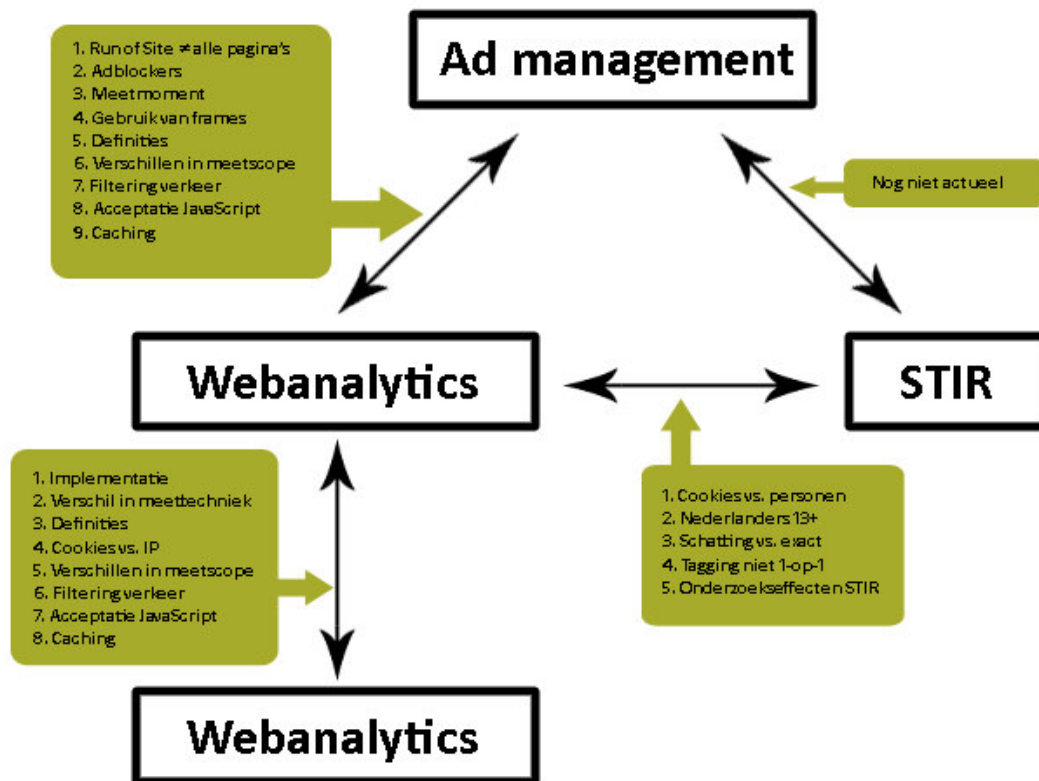 Ad management
1. Run of Site ≠ alle pagina's
2. Adblockers
3. Meetmoment
4. Gebruik van frames
5. Definities
6. Verschillen in meetscope
7. Filtering verkeer
8. Acceptatie JavaScript
9. Caching
Nog niet actueel
Webanalytics
STIR
1. Implementatie
2. Verschil in meettechniek
3. Definities
4. Cookies vs. IP
5. Verschillen in meetscope
6. Filtering verkeer
7. Acceptatie JavaScript
8. Caching
1. Cookies vs. personen
2. Nederlanders 13+
3. Schatting vs. exact
4. Tagging niet 1-op-1
5. Onderzoekseffecten STIR
Webanalytics